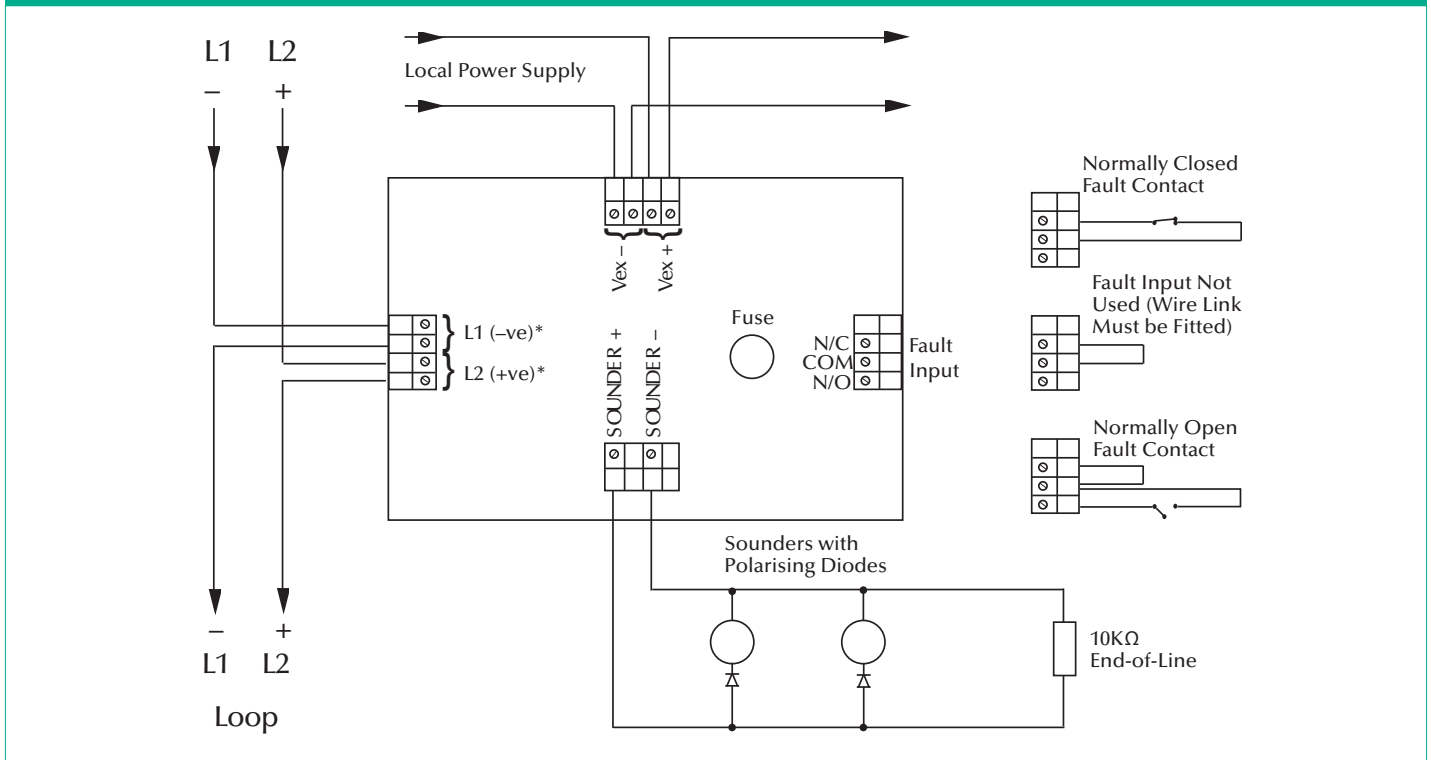 L1 L2
– +
Local Power Supply
Vex –
Vex +
L1 (–ve)*
L2 (+ve)*
SOUNDER +
SOUNDER –
Fuse
N/C
COM
N/O
Fault
Input
Normally Closed
Fault Contact
Fault Input Not
Used (Wire Link
Must be Fitted)
Normally Open
Fault Contact
Sounders with
Polarising Diodes
10KΩ
End-of-Line
– +
L1 L2
Loop